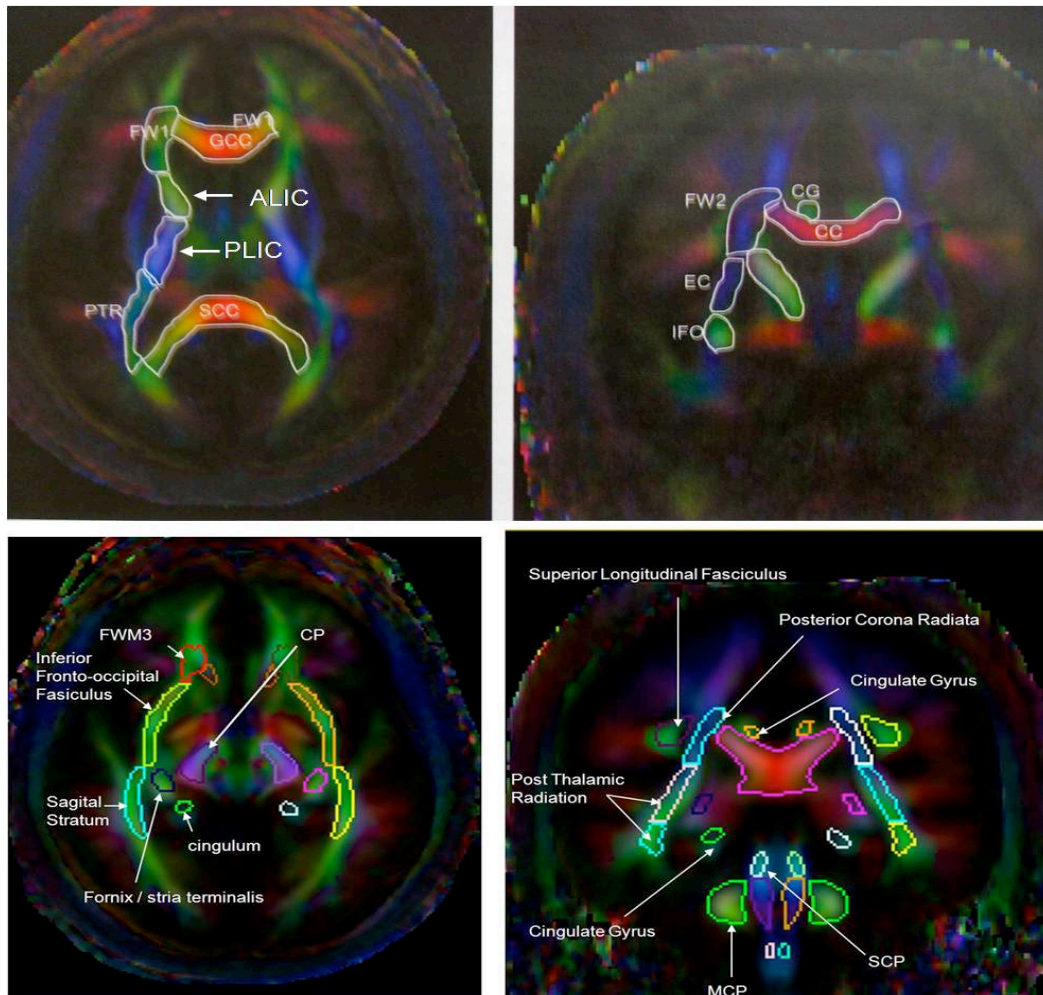 FW1
FW1
GCC
ALIC
PLIC
PTR
SCC
FW2
CG
CC
EC
IFO
FWM3
CP
Inferior
Fronto-occipital
Fasiculus
Sagital
Stratum
cingulum
Fornix / stria terminalis
Superior Longitudinal Fasciculus
Posterior Corona Radiata
Cingulate Gyrus
Post Thalamic
Radiation
Cingulate Gyrus
SCP
MCP